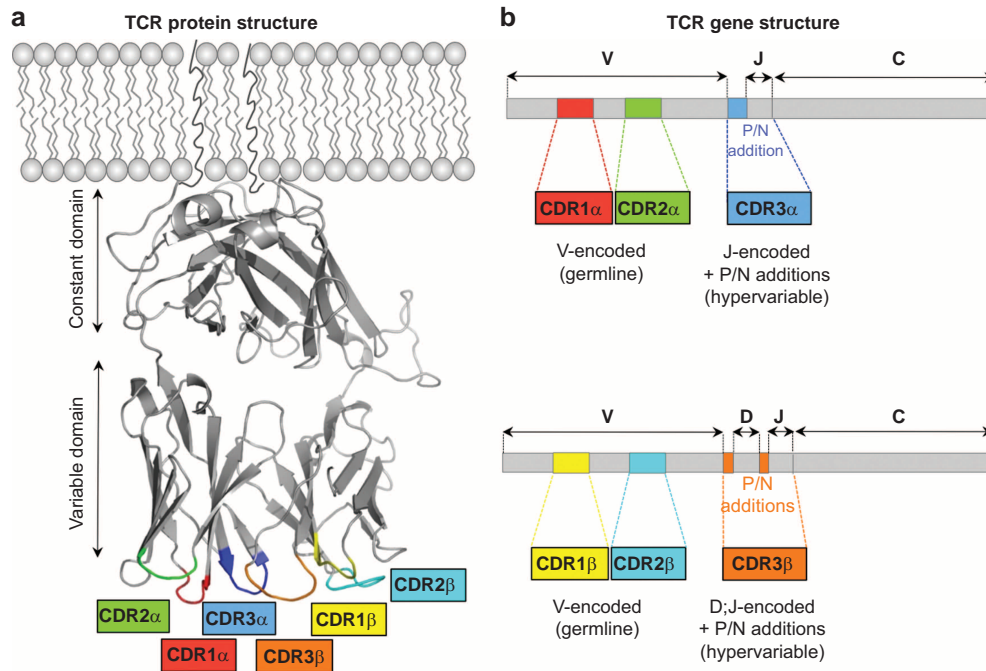 a
TCR protein structure
Constant domain
Variable domain
CDR2α
CDR1α
CDR3α
CDR3β
CDR1β
CDR2β
b
TCR gene structure
V
J
C
P/N
addition
CDR1α
CDR2α
CDR3α
V-encoded
(germline)
J-encoded
+ P/N additions
(hypervariable)
V
D
J
C
P/N
additions
CDR1β
CDR2β
CDR3β
V-encoded
(germline)
D;J-encoded
+ P/N additions
(hypervariable)